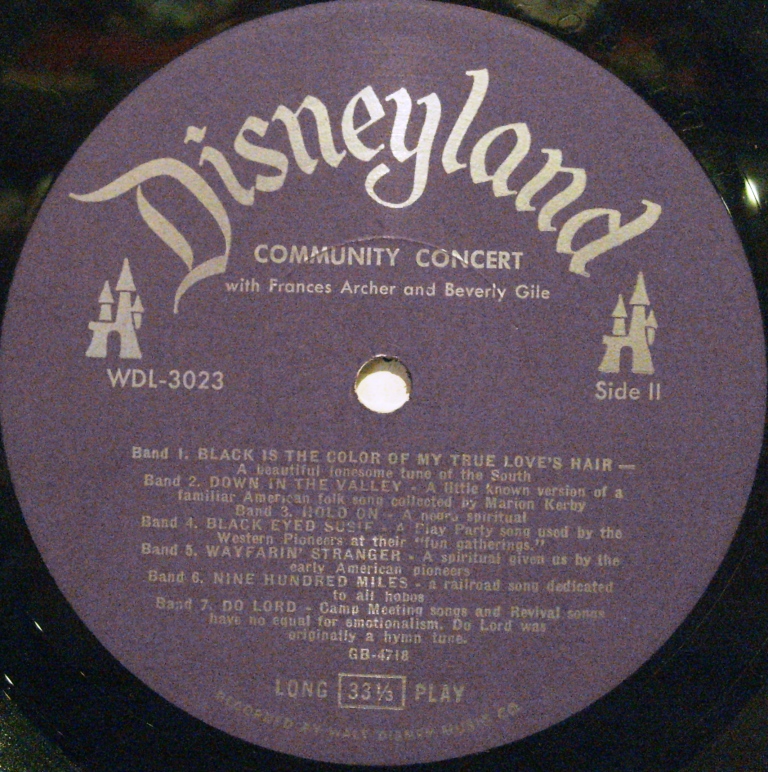 Disneyland
COMMUNITY CONCERT
with Frances Archer and Beverly Gile
WDL-3023
Side II
Band 1. BLACK IS THE COLOR OF MY TRUE LOVE'S HAIR —
A beautiful lonesome tune of the South
Band 2. DOWN IN THE VALLEY - A little known version of a
familiar American folk song collected by Marion Kerby
Band 3. HOLD ON - A negro spiritual
Band 4. BLACK EYED SUSIE - A Play Party song used by the
Western Pioneers at their "fun gatherings."
Band 5. WAYFARIN' STRANGER - A spiritual given us by the
early American pioneers
Band 6. NINE HUNDRED MILES - a railroad song dedicated
to all hobos
Band 7. DO LORD - Camp Meeting songs and Revival songs
have no equal for emotionalism. Do Lord was
originally a hymn tune.
GB-4718
LONG 33⅓ PLAY
RECORDED BY WALT DISNEY MUSIC CO.